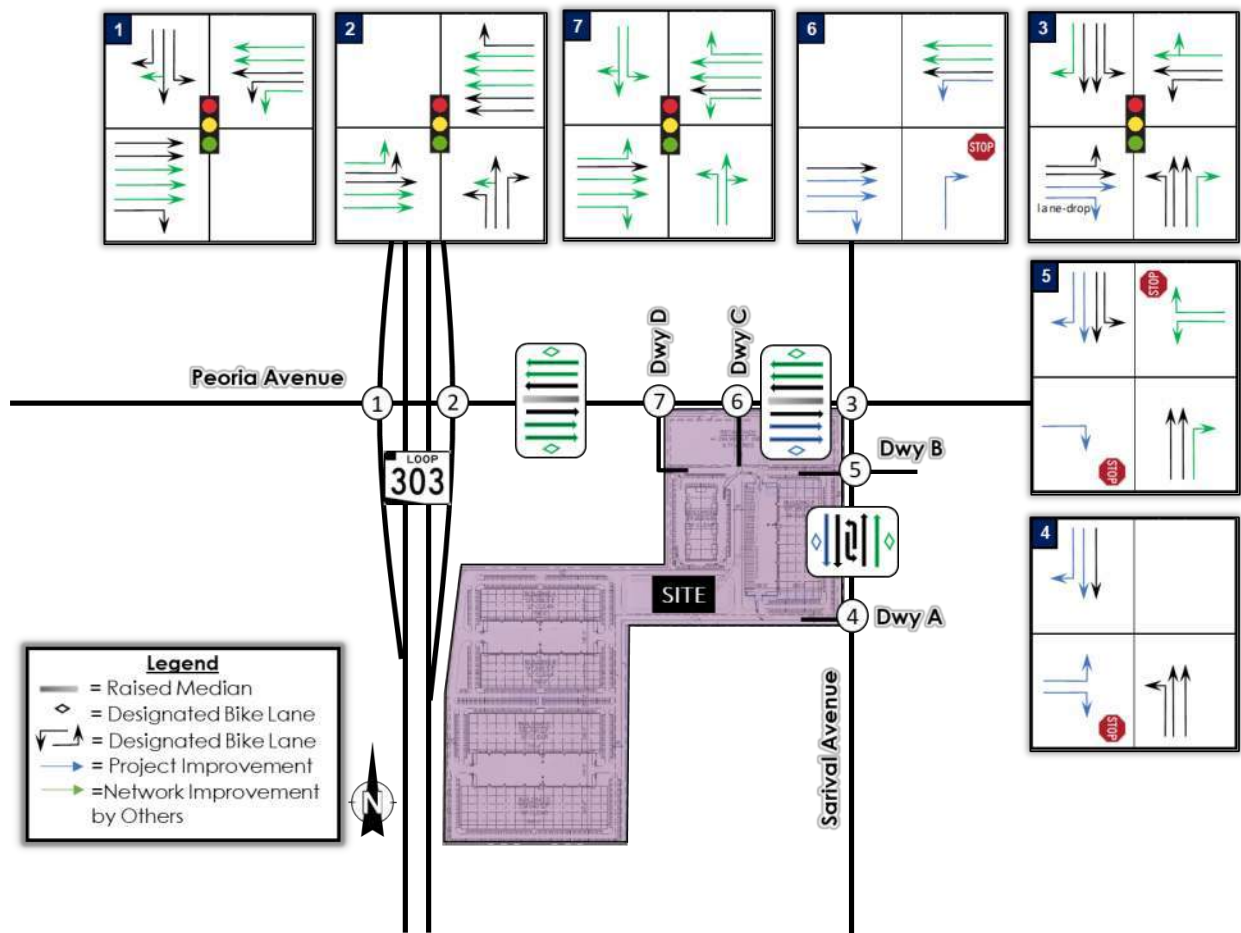 1
2
7
6
3
STOP
lane-drop
5
STOP
STOP
4
STOP
Peoria Avenue
Dwy D
Dwy C
1
2
7
6
3
LOOP
303
5
Dwy B
SITE
4
Dwy A
Sarival Avenue
Legend
= Raised Median
= Designated Bike Lane
= Designated Bike Lane
= Project Improvement
=Network Improvement
by Others
N